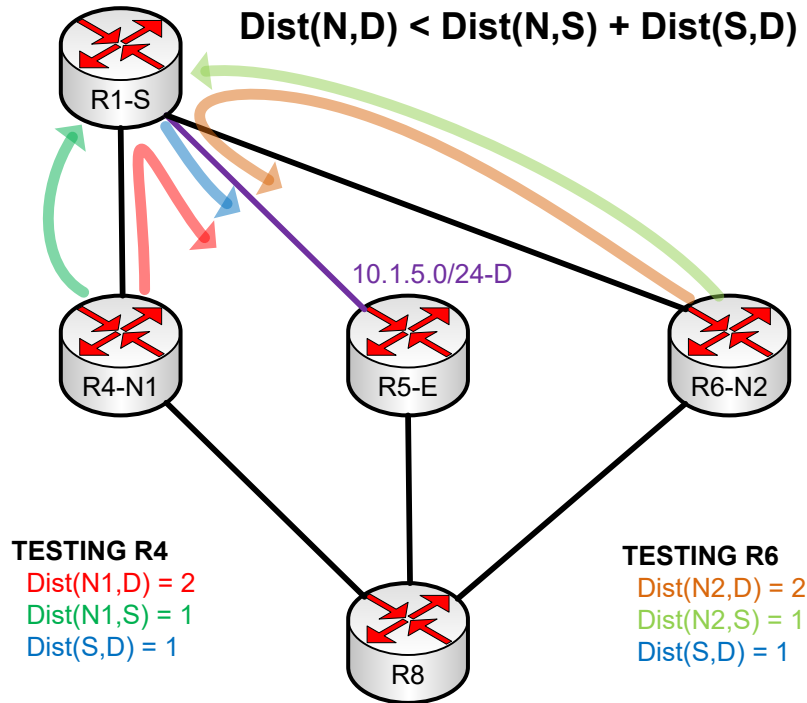 Dist(N,D) < Dist(N,S) + Dist(S,D)
R1-S
10.1.5.0/24-D
R4-N1
R5-E
R6-N2
TESTING R4
Dist(N1,D) = 2
Dist(N1,S) = 1
Dist(S,D) = 1
TESTING R6
Dist(N2,D) = 2
Dist(N2,S) = 1
Dist(S,D) = 1
R8